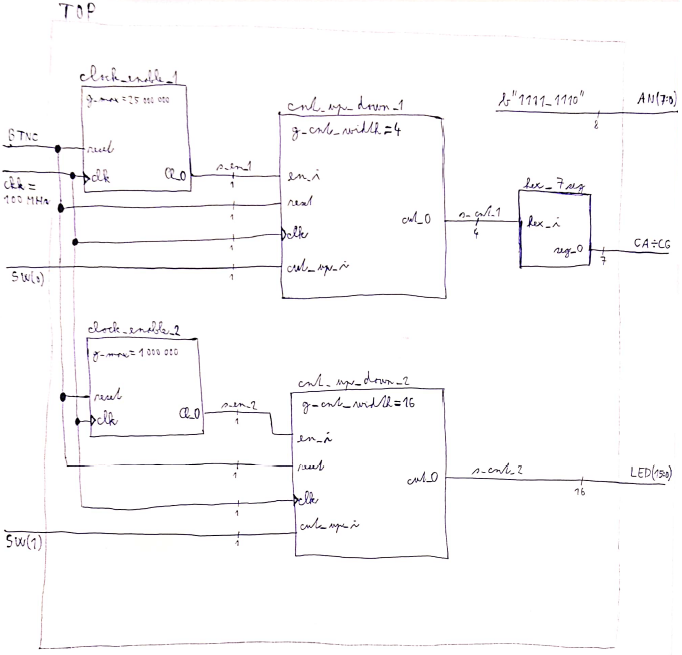 TOP
clock_enable_1
g_max = 25 000 000
BTNC
reset
clk
ce_O
clk =
100 MHz
s_en_1
1
1
1
1
SW(0)
cnt_up_down_1
g_cnt_width = 4
en_i
reset
clk
cnt_up_i
cnt_O
s_cnt_1
4
b"1111_1110"
8
AN(7:0)
hex_7seg
hex_i
seg_O
7
CA÷CG
clock_enable_2
g_max = 1 000 000
reset
clk
ce_O
s_en_2
1
1
1
1
SW(1)
cnt_up_down_2
g_cnt_width = 16
en_i
reset
clk
cnt_up_i
cnt_O
s_cnt_2
16
LED(15:0)